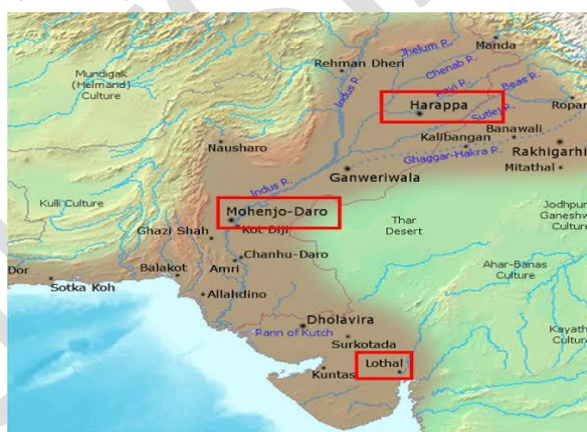 Manda
Jhelum R.
Rehman Dheri
Mundigak
(Helmand)
Culture
Chenab R.
Ravi R.
Beas R.
Indus R.
Harappa
Ropar
Sutlej R.
Banawali
Kalibangan
Nausharo
Rakhigarhi
Ghaggar-Hakra R.
Mitathal
Ganweriwala
Indus R.
Kulli Culture
Mohenjo-Daro
Kot Diji
Ghazi Shah
Thar
Desert
Jodhpur
Ganeshw
Culture
Chanhu-Daro
Amri
Dor
Balakot
Sotka Koh
Ahar-Banas
Culture
Allahdino
Dholavira
Rann of Kutch
Surkotada
Kayath
Culture
Lothal
Kuntasi